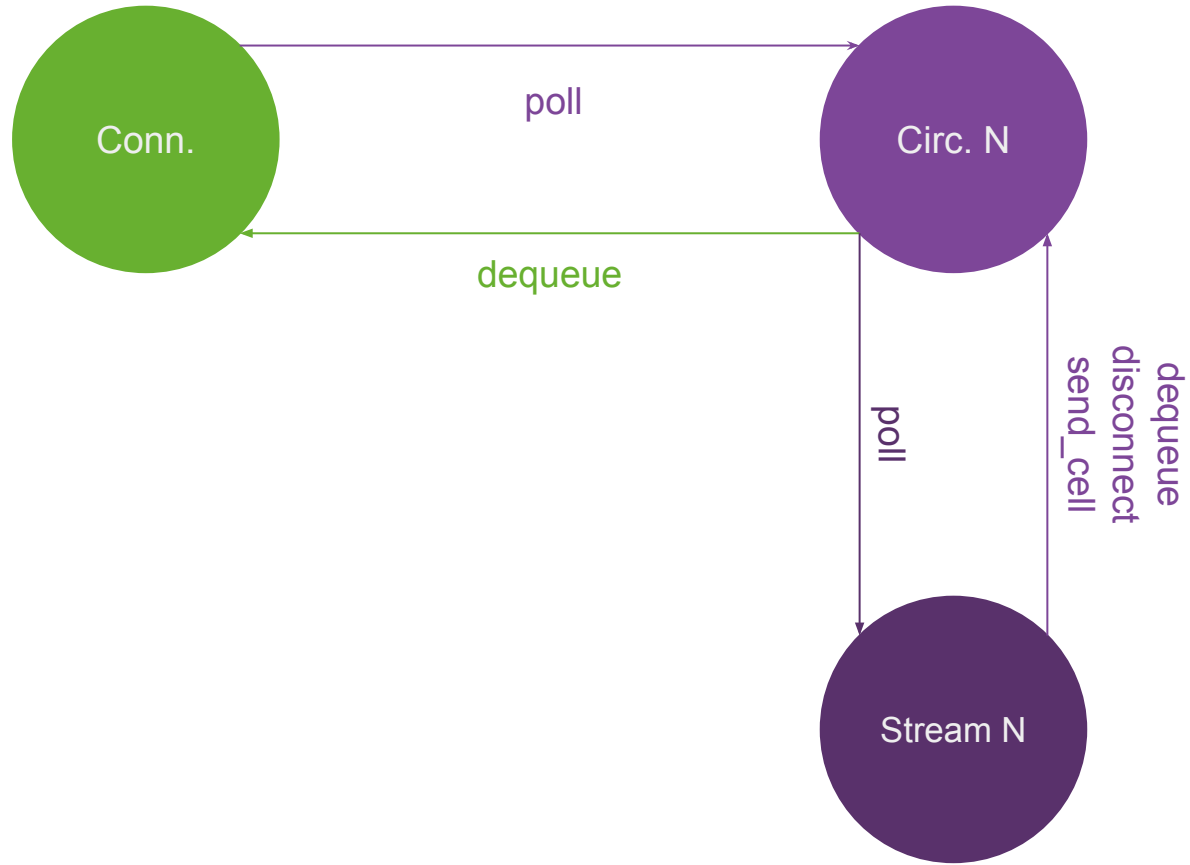 Conn.
poll
Circ. N
dequeue
poll
dequeue
disconnect
send_cell
Stream N